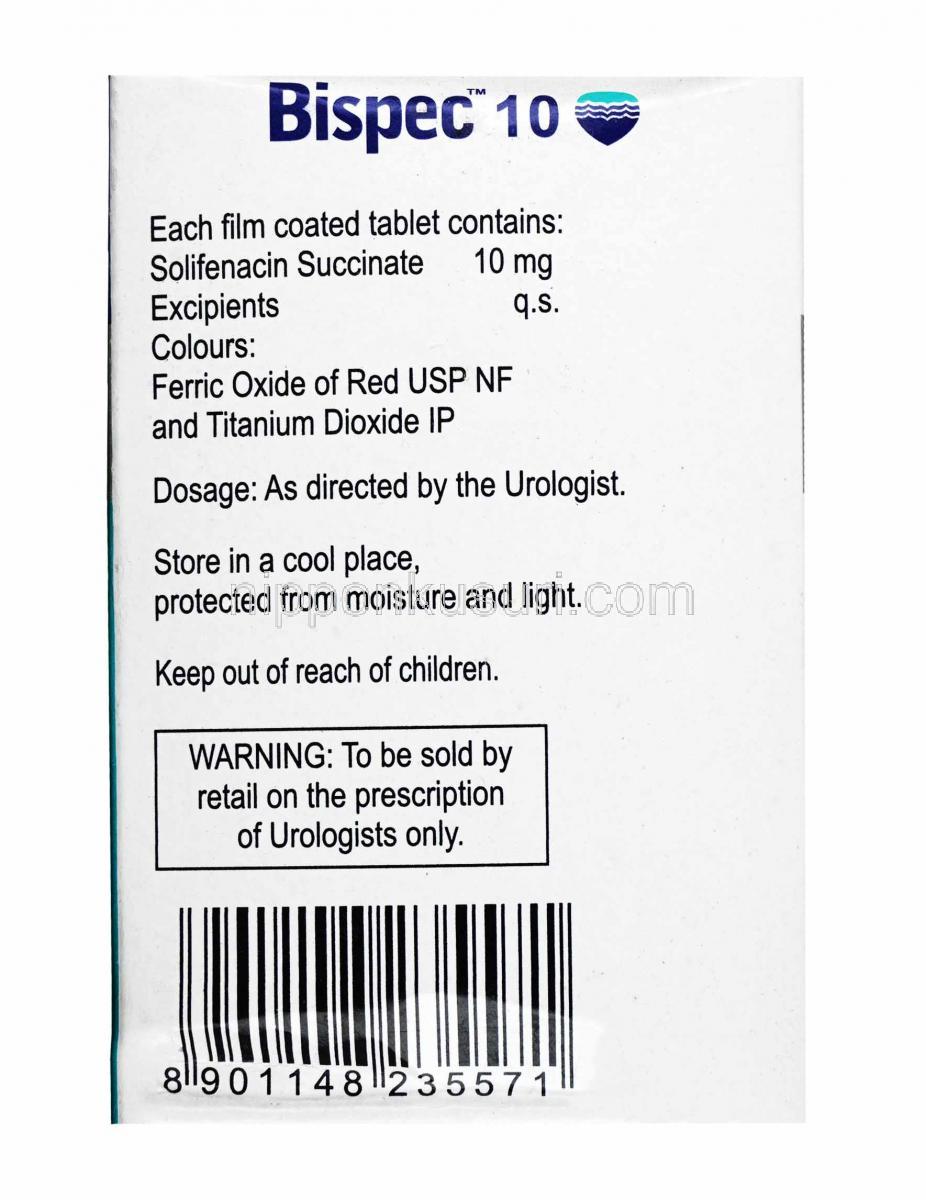 Bispec™ 10
Each film coated tablet contains:
Solifenacin Succinate 10 mg
Excipients q.s.
Colours:
Ferric Oxide of Red USP NF
and Titanium Dioxide IP
Dosage: As directed by the Urologist.
Store in a cool place,
protected from moisture and light.
nipponkusuri.com
Keep out of reach of children.
WARNING: To be sold by
retail on the prescription
of Urologists only.
8 901148 235571